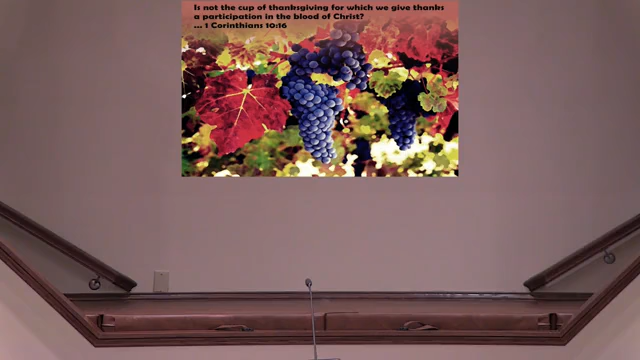 Is not the cup of thanksgiving for which we give thanks
a participation in the blood of Christ?
... 1 Corinthians 10:16